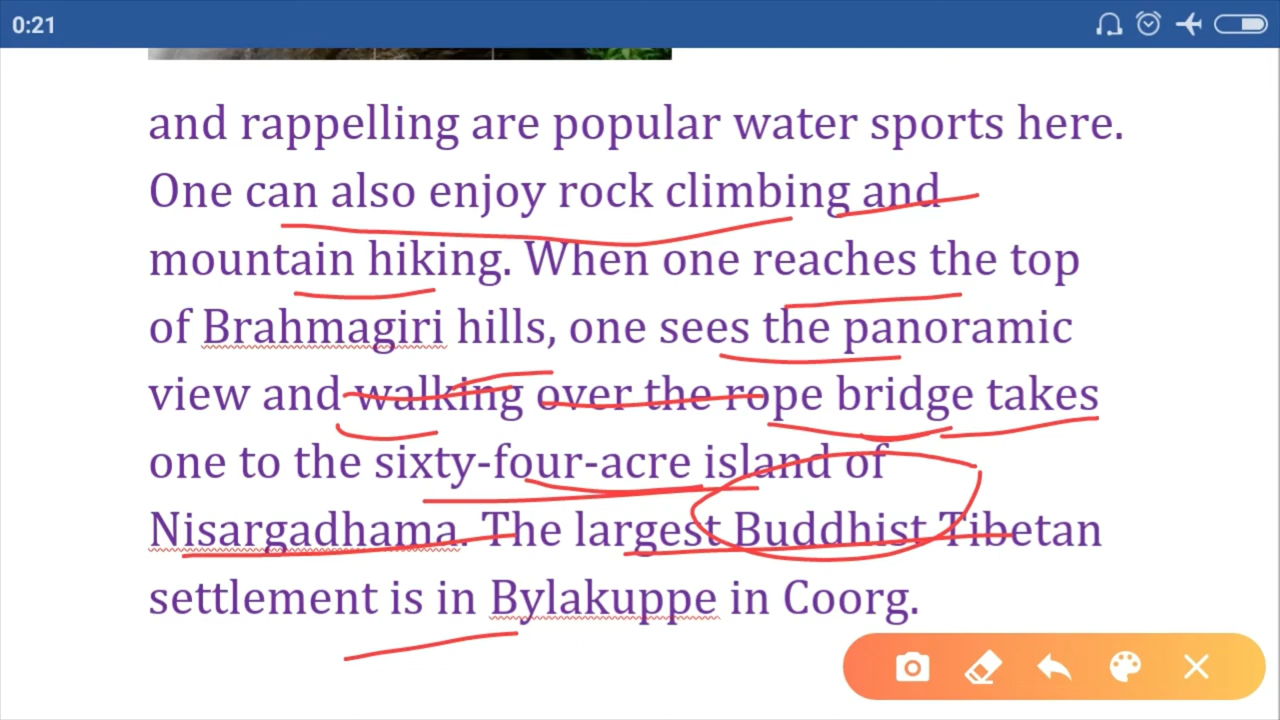 0:21
and rappelling are popular water sports here.
One can also enjoy rock climbing and
mountain hiking. When one reaches the top
of Brahmagiri hills, one sees the panoramic
view and walking over the rope bridge takes
one to the sixty-four-acre island of
Nisargadhama. The largest Buddhist Tibetan
settlement is in Bylakuppe in Coorg.